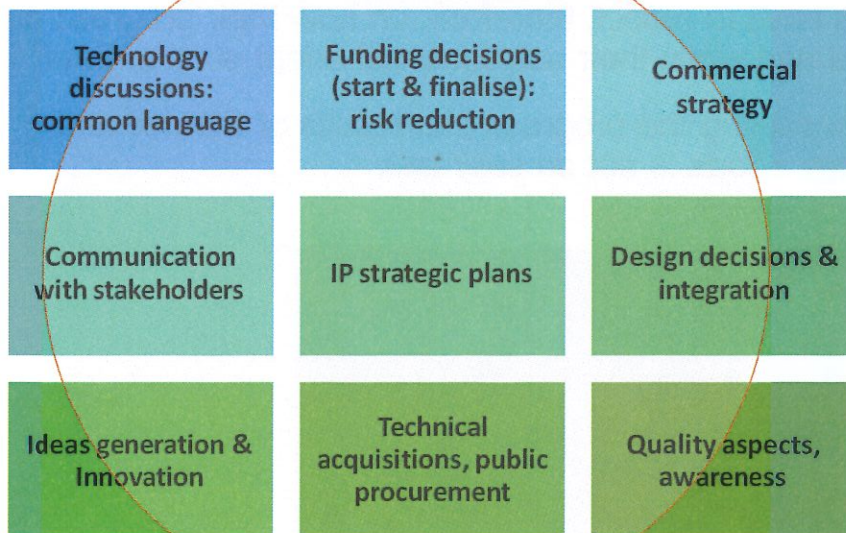 Technology
discussions:
common language
Funding decisions
(start & finalise):
risk reduction
Commercial
strategy
Communication
with stakeholders
IP strategic plans
Design decisions &
integration
Ideas generation &
Innovation
Technical
acquisitions, public
procurement
Quality aspects,
awareness